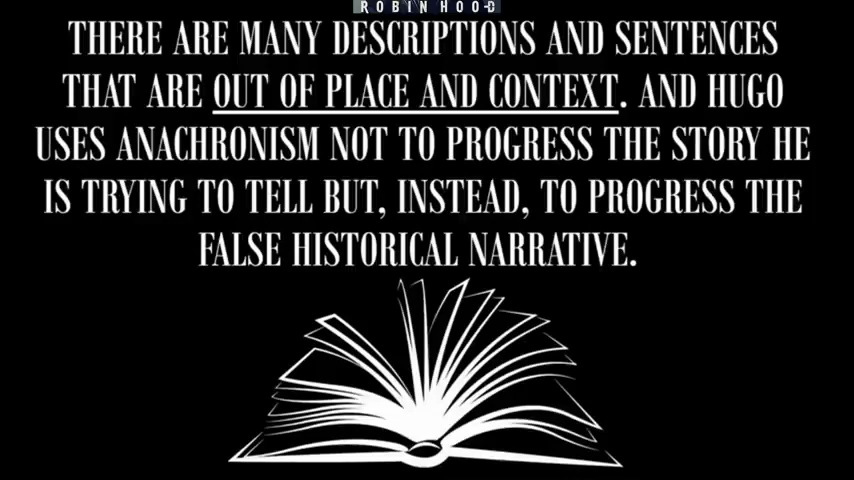 ROBIN HOOD
THERE ARE MANY DESCRIPTIONS AND SENTENCES
THAT ARE OUT OF PLACE AND CONTEXT. AND HUGO
USES ANACHRONISM NOT TO PROGRESS THE STORY HE
IS TRYING TO TELL BUT, INSTEAD, TO PROGRESS THE
FALSE HISTORICAL NARRATIVE.